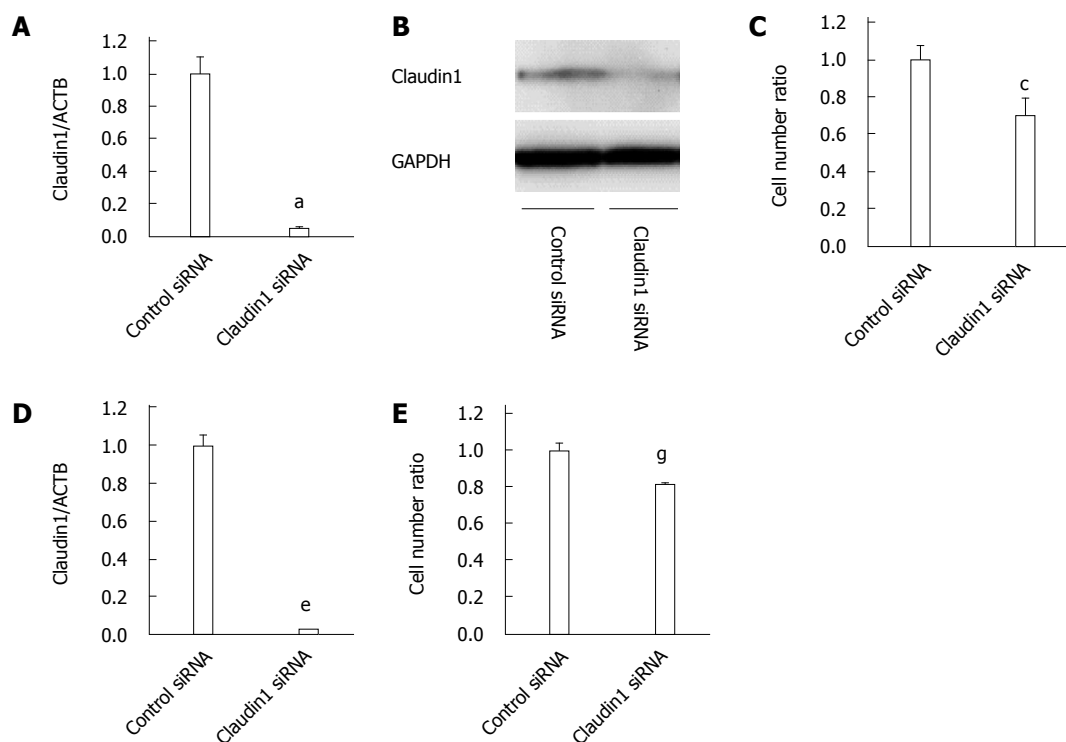 A
Claudin1/ACTB
1.2
1.0
0.8
0.6
0.4
0.2
0.0
a
Control siRNA
Claudin1 siRNA
B
Claudin1
GAPDH
Control siRNA
Claudin1 siRNA
C
Cell number ratio
1.2
1.0
0.8
0.6
0.4
0.2
0.0
c
Control siRNA
Claudin1 siRNA
D
Claudin1/ACTB
1.2
1.0
0.8
0.6
0.4
0.2
0.0
e
Control siRNA
Claudin1 siRNA
E
Cell number ratio
1.2
1.0
0.8
0.6
0.4
0.2
0.0
g
Control siRNA
Claudin1 siRNA